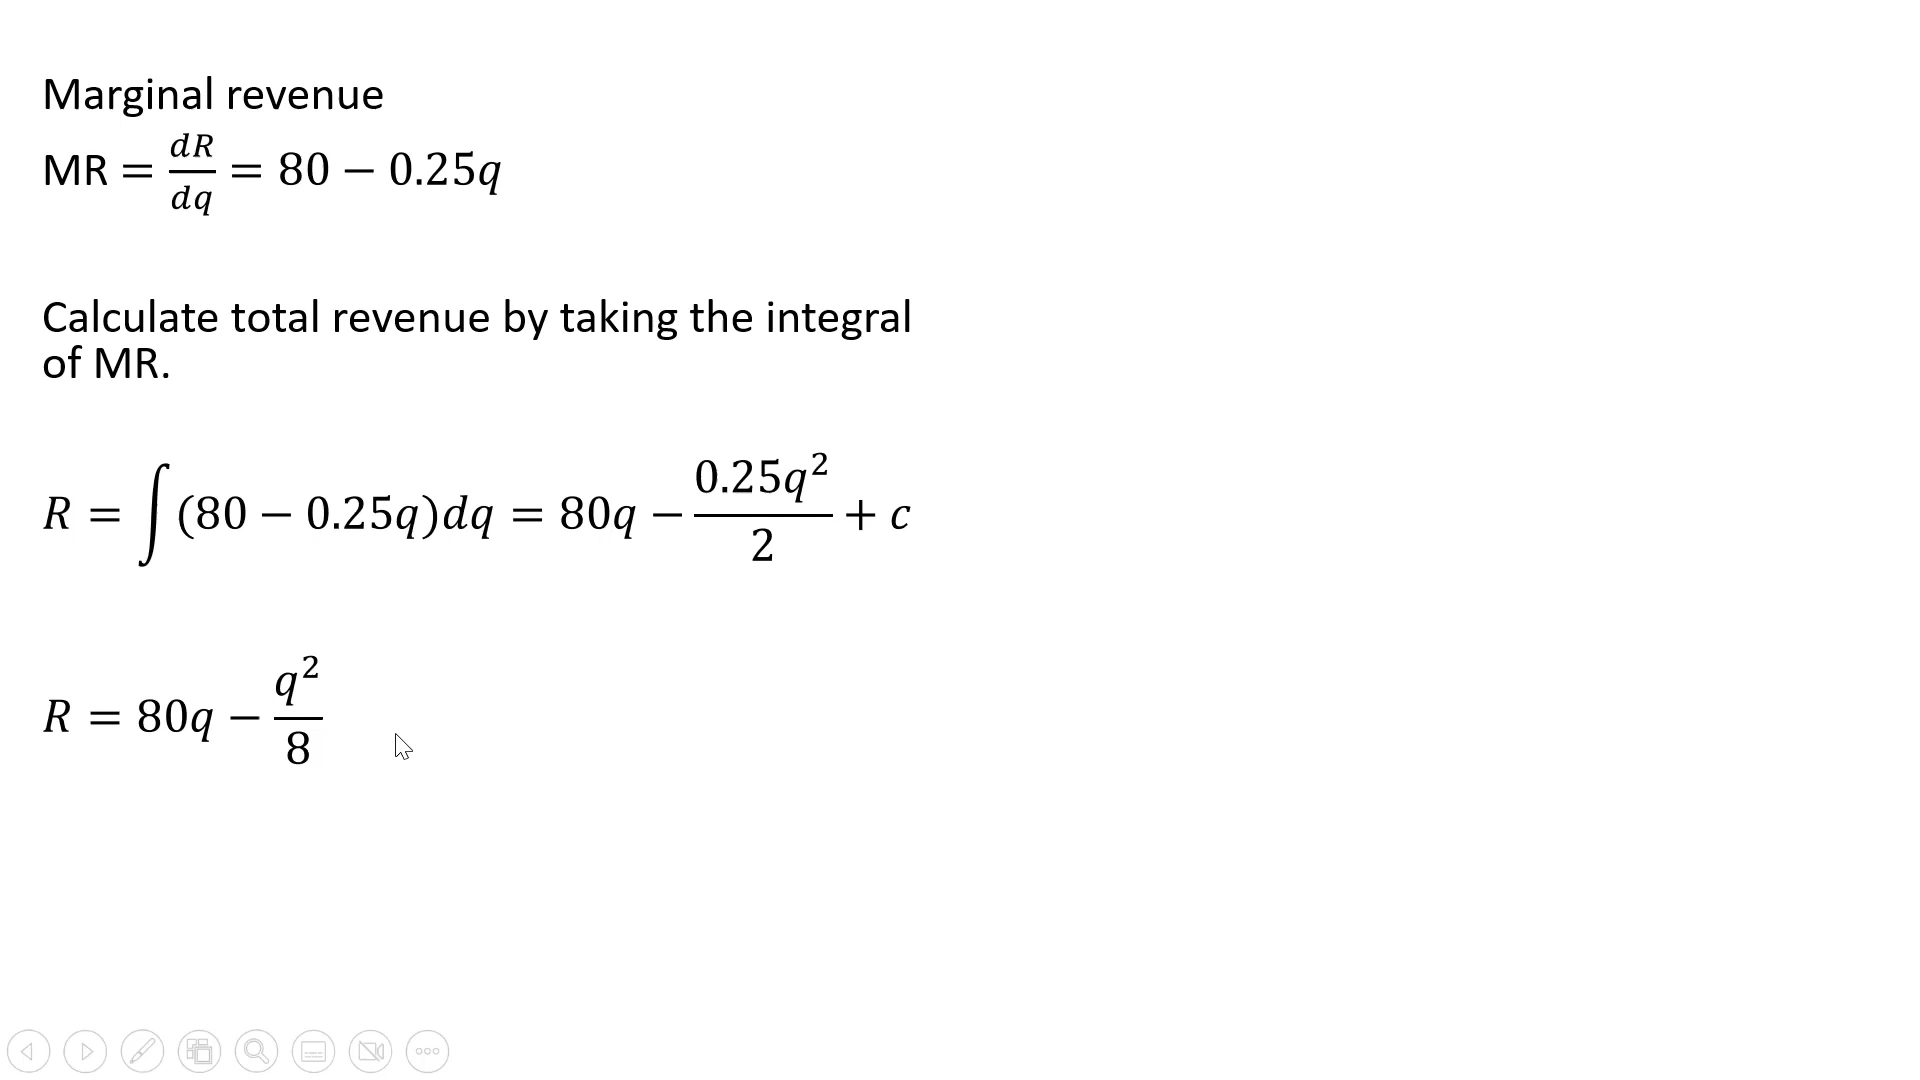 Marginal revenue
MR = dR/dq = 80 − 0.25q
Calculate total revenue by taking the integral
of MR.
R = ∫(80 − 0.25q)dq = 80q − 0.25q²/2 + c
R = 80q − q²/8